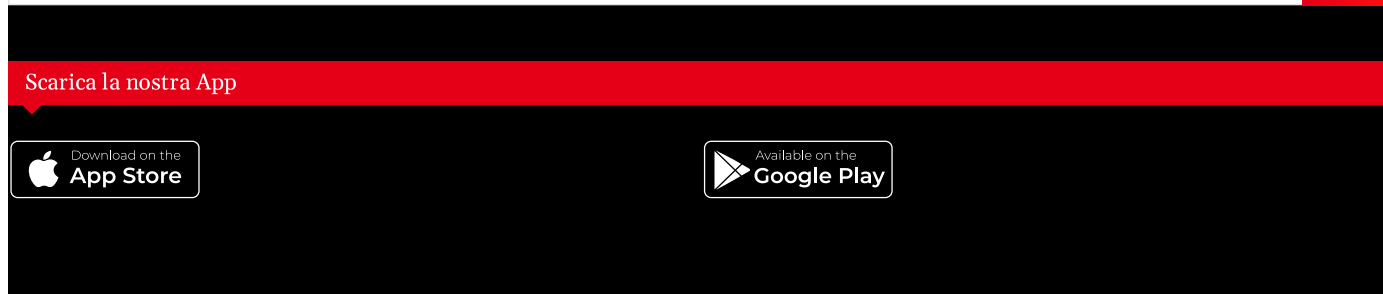 Scarica la nostra App
Download on the
App Store
Available on the
Google Play